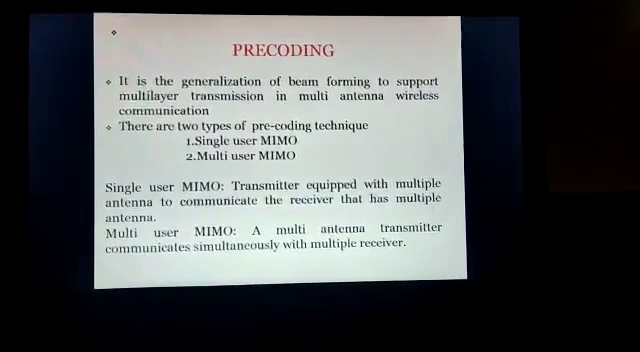 PRECODING
It is the generalization of beam forming to support
multilayer transmission in multi antenna wireless
communication
There are two types of pre-coding technique
1.Single user MIMO
2.Multi user MIMO
Single user MIMO: Transmitter equipped with multiple
antenna to communicate the receiver that has multiple
antenna.
Multi user MIMO: A multi antenna transmitter
communicates simultaneously with multiple receiver.